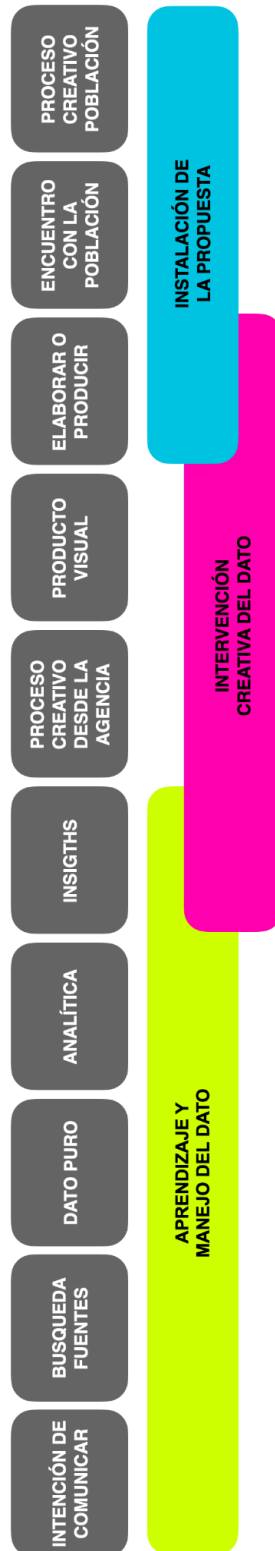 INTENCIÓN DE
COMUNICAR
BUSQUEDA
FUENTES
DATO PURO
ANALÍTICA
INSIGTHS
PROCESO
CREATIVO
DESDE LA
AGENCIA
PRODUCTO
VISUAL
ELABORAR O
PRODUCIR
ENCUENTRO
CON LA
POBLACIÓN
PROCESO
CREATIVO
POBLACIÓN
APRENDIZAJE Y
MANEJO DEL DATO
INTERVENCIÓN
CREATIVA DEL DATO
INSTALACIÓN DE
LA PROPUESTA